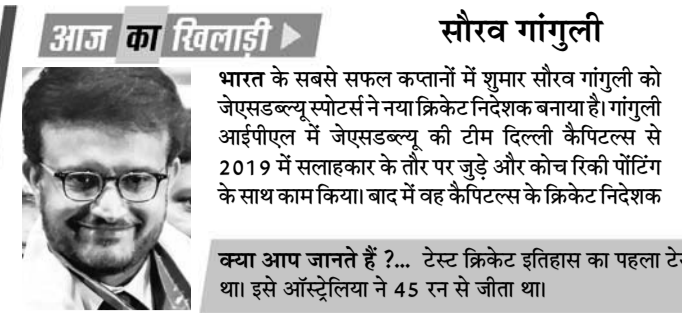 आज का खिलाड़ी
सौरव गांगुली
भारत के सबसे सफल कप्तानों में शुमार सौरव गांगुली को
जेएसडब्ल्यू स्पोटर्स ने नया क्रिकेट निदेशक बनाया है। गांगुली
आईपीएल में जेएसडब्ल्यू की टीम दिल्ली कैपिटल्स से
2019 में सलाहकार के तौर पर जुड़े और कोच रिकी पोंटिंग
के साथ काम किया। बाद में वह कैपिटल्स के क्रिकेट निदेशक
क्या आप जानते हैं ?... टेस्ट क्रिकेट इतिहास का पहला
था। इसे ऑस्ट्रेलिया ने 45 रन से जीता था।